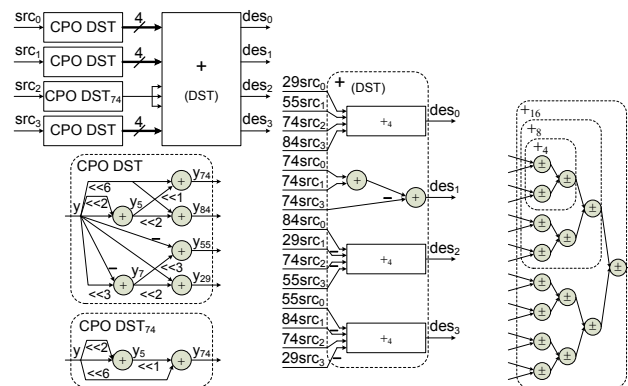 src0 CPO DST 4 des0
src1 CPO DST 4 des1
src2 CPO DST74 des2
src3 CPO DST 4 des3
+
(DST)
CPO DST
y <<6 <<2 y5 <<2 + <<1 y74
+ y84
− + y55
− <<3 + y7 <<3 <<2 + y29
CPO DST74
y <<2 + y5 <<1 + y74
<<6
+ (DST)
29src0
55src1
74src2
84src3
+4 des0
74src0
74src1
74src3
+ − + des1
84src0
29src1
74src2
55src3
− − − +4 des2
55src0
84src1
74src2
29src3
− − +4 des3
+16
+8
+4
± ± ±
± ± ± ±
± ± ±
± ± ± ± ±